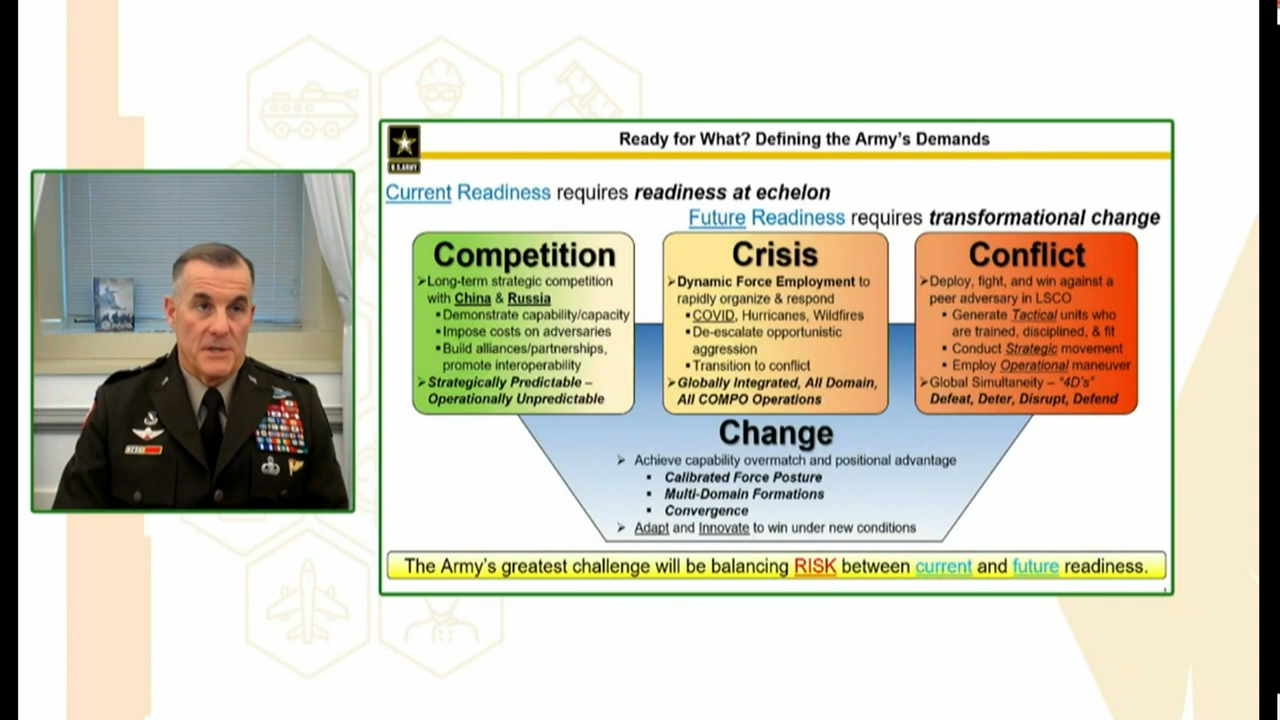 Ready for What? Defining the Army's Demands
U.S.ARMY
Current Readiness requires readiness at echelon
Future Readiness requires transformational change
Competition
➢Long-term strategic competition
with China & Russia
▪Demonstrate capability/capacity
▪Impose costs on adversaries
▪Build alliances/partnerships,
promote interoperability
➢Strategically Predictable –
Operationally Unpredictable
Crisis
➢Dynamic Force Employment to
rapidly organize & respond
▪COVID, Hurricanes, Wildfires
▪De-escalate opportunistic
aggression
▪Transition to conflict
➢Globally Integrated, All Domain,
All COMPO Operations
Conflict
➢Deploy, fight, and win against a
peer adversary in LSCO
▪ Generate Tactical units who
are trained, disciplined, & fit
▪ Conduct Strategic movement
▪ Employ Operational maneuver
➢Global Simultaneity – "4D's"
Defeat, Deter, Disrupt, Defend
Change
➢ Achieve capability overmatch and positional advantage
▪ Calibrated Force Posture
▪ Multi-Domain Formations
▪ Convergence
➢ Adapt and Innovate to win under new conditions
The Army's greatest challenge will be balancing RISK between current and future readiness.